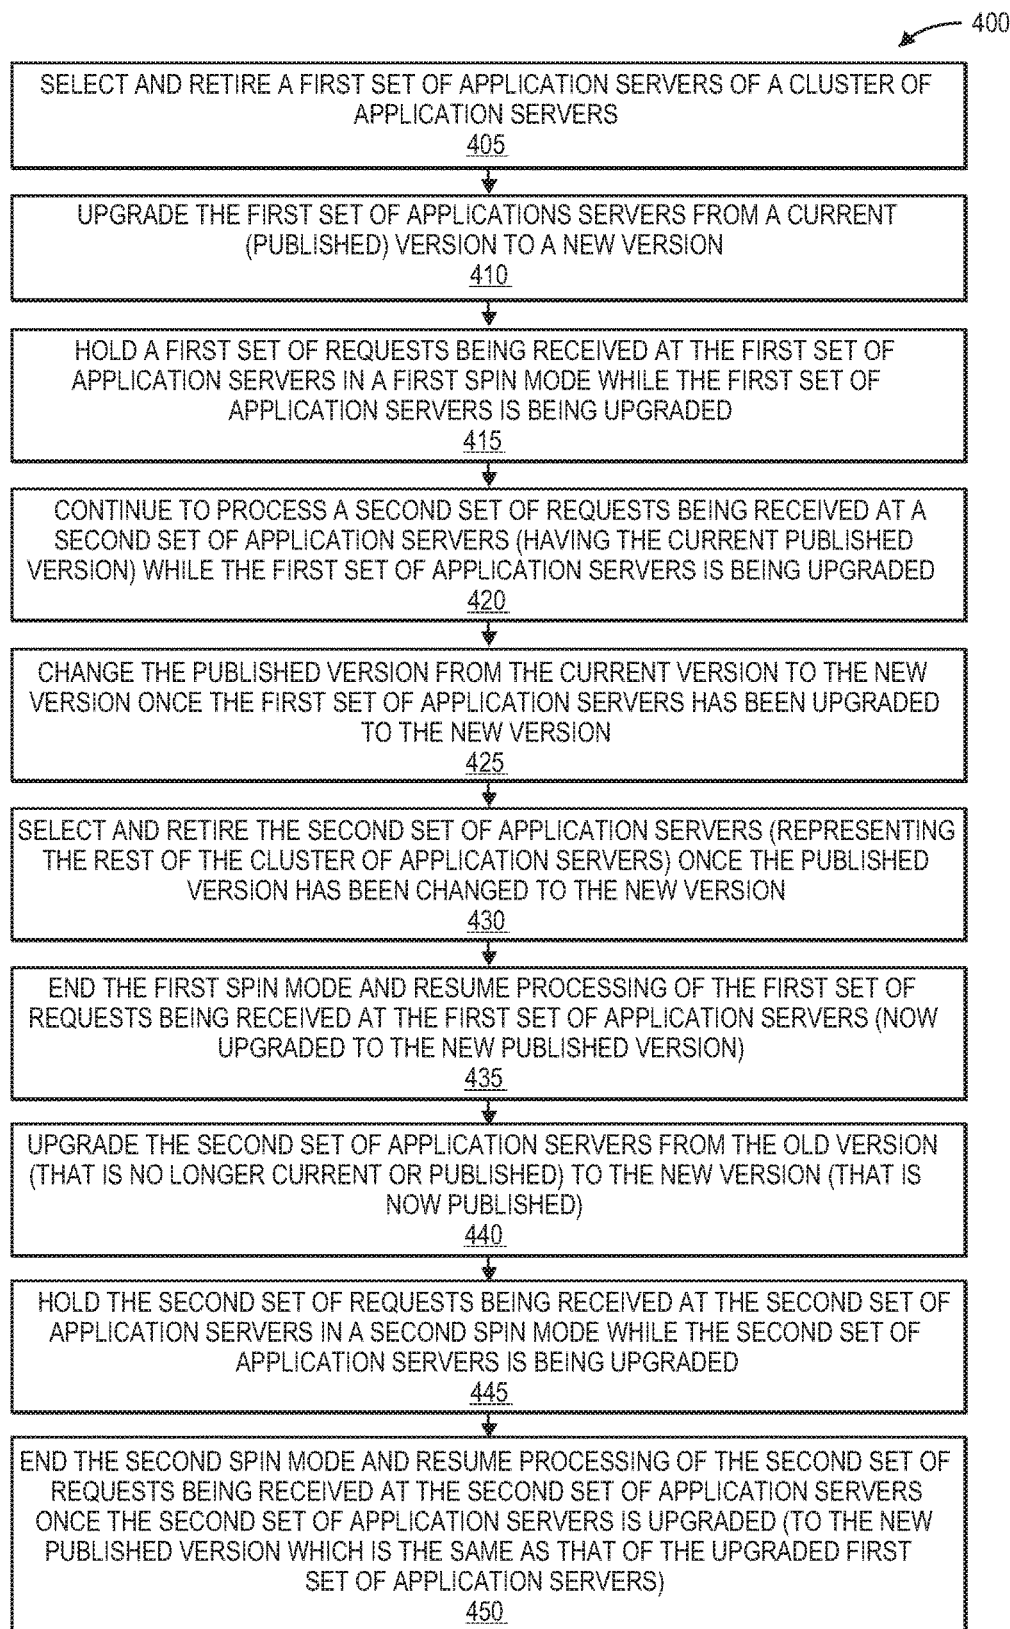 400
SELECT AND RETIRE A FIRST SET OF APPLICATION SERVERS OF A CLUSTER OF
APPLICATION SERVERS
405
UPGRADE THE FIRST SET OF APPLICATIONS SERVERS FROM A CURRENT
(PUBLISHED) VERSION TO A NEW VERSION
410
HOLD A FIRST SET OF REQUESTS BEING RECEIVED AT THE FIRST SET OF
APPLICATION SERVERS IN A FIRST SPIN MODE WHILE THE FIRST SET OF
APPLICATION SERVERS IS BEING UPGRADED
415
CONTINUE TO PROCESS A SECOND SET OF REQUESTS BEING RECEIVED AT A
SECOND SET OF APPLICATION SERVERS (HAVING THE CURRENT PUBLISHED
VERSION) WHILE THE FIRST SET OF APPLICATION SERVERS IS BEING UPGRADED
420
CHANGE THE PUBLISHED VERSION FROM THE CURRENT VERSION TO THE NEW
VERSION ONCE THE FIRST SET OF APPLICATION SERVERS HAS BEEN UPGRADED
TO THE NEW VERSION
425
SELECT AND RETIRE THE SECOND SET OF APPLICATION SERVERS (REPRESENTING
THE REST OF THE CLUSTER OF APPLICATION SERVERS) ONCE THE PUBLISHED
VERSION HAS BEEN CHANGED TO THE NEW VERSION
430
END THE FIRST SPIN MODE AND RESUME PROCESSING OF THE FIRST SET OF
REQUESTS BEING RECEIVED AT THE FIRST SET OF APPLICATION SERVERS (NOW
UPGRADED TO THE NEW PUBLISHED VERSION)
435
UPGRADE THE SECOND SET OF APPLICATION SERVERS FROM THE OLD VERSION
(THAT IS NO LONGER CURRENT OR PUBLISHED) TO THE NEW VERSION (THAT IS
NOW PUBLISHED)
440
HOLD THE SECOND SET OF REQUESTS BEING RECEIVED AT THE SECOND SET OF
APPLICATION SERVERS IN A SECOND SPIN MODE WHILE THE SECOND SET OF
APPLICATION SERVERS IS BEING UPGRADED
445
END THE SECOND SPIN MODE AND RESUME PROCESSING OF THE SECOND SET OF
REQUESTS BEING RECEIVED AT THE SECOND SET OF APPLICATION SERVERS
ONCE THE SECOND SET OF APPLICATION SERVERS IS UPGRADED (TO THE NEW
PUBLISHED VERSION WHICH IS THE SAME AS THAT OF THE UPGRADED FIRST
SET OF APPLICATION SERVERS)
450